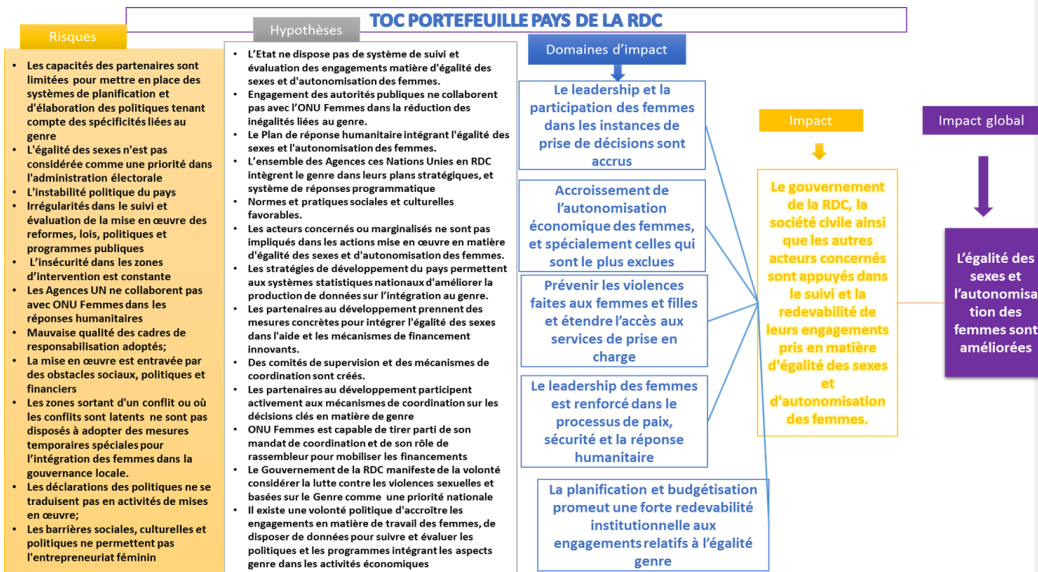 TOC PORTEFEUILLE PAYS DE LA RDC
Risques
• Les capacités des partenaires sont
limitées pour mettre en place des
systèmes de planification et
d'élaboration des politiques tenant
compte des spécificités liées au
genre
• L'égalité des sexes n'est pas
considérée comme une priorité dans
l'administration électorale
• L'instabilité politique du pays
• Irrégularités dans le suivi et
évaluation de la mise en œuvre des
reformes, lois, politiques et
programmes publiques
• L'insécurité dans les zones
d'intervention est constante
• Les Agences UN ne collaborent pas
avec ONU Femmes dans les
réponses humanitaires
• Mauvaise qualité des cadres de
responsabilisation adoptés;
• La mise en œuvre est entravée par
des obstacles sociaux, politiques et
financiers
• Les zones sortant d'un conflit ou où
les conflits sont latents ne sont pas
disposés à adopter des mesures
temporaires spéciales pour
l'intégration des femmes dans la
gouvernance locale.
• Les déclarations des politiques ne se
traduisent pas en activités de mises
en œuvre;
• Les barrières sociales, culturelles et
politiques ne permettent pas
l'entrepreneuriat féminin
Hypothèses
• L'Etat ne dispose pas de système de suivi et
évaluation des engagements matière d'égalité des
sexes et d'autonomisation des femmes.
• Engagement des autorités publiques ne collaborent
pas avec l'ONU Femmes dans la réduction des
inégalités liées au genre.
• Le Plan de réponse humanitaire intégrant l'égalité des
sexes et l'autonomisation des femmes.
• L'ensemble des Agences ces Nations Unies en RDC
intègrent le genre dans leurs plans stratégiques, et
système de réponses programmatique
• Normes et pratiques sociales et culturelles
favorables.
• Les acteurs concernés ou marginalisés ne sont pas
impliqués dans les actions mise en œuvre en matière
d'égalité des sexes et d'autonomisation des femmes.
• Les stratégies de développement du pays permettent
aux systèmes statistiques nationaux d'améliorer la
production de données sur l'intégration au genre.
• Les partenaires au développement prennent des
mesures concrètes pour intégrer l'égalité des sexes
dans l'aide et les mécanismes de financement
innovants.
• Des comités de supervision et des mécanismes de
coordination sont créés.
• Les partenaires au développement participent
activement aux mécanismes de coordination sur les
décisions clés en matière de genre
• ONU Femmes est capable de tirer parti de son
mandat de coordination et de son rôle de
rassembleur pour mobiliser les financements
• Le Gouvernement de la RDC manifeste de la volonté
considérer la lutte contre les violences sexuelles et
basées sur le Genre comme une priorité nationale
• Il existe une volonté politique d'accroître les
engagements en matière de travail des femmes, de
disposer de données pour suivre et évaluer les
politiques et les programmes intégrant les aspects
genre dans les activités économiques
Domaines d'impact
Le leadership et la
participation des femmes
dans les instances de
prise de décisions sont
accrus
Accroissement de
l'autonomisation
économique des femmes,
et spécialement celles qui
sont le plus exclues
Prévenir les violences
faites aux femmes et filles
et étendre l'accès aux
services de prise en
charge
Le leadership des femmes
est renforcé dans le
processus de paix,
sécurité et la réponse
humanitaire
La planification et budgétisation
promeut une forte redevabilité
institutionnelle aux
engagements relatifs à l'égalité
genre
Impact
Le gouvernement
de la RDC, la
société civile ainsi
que les autres
acteurs concernés
sont appuyés dans
le suivi et la
redevabilité de
leurs engagements
pris en matière
d'égalité des sexes
et
d'autonomisation
des femmes.
Impact global
L'égalité des
sexes et
l'autonomisa
tion des
femmes sont
améliorées